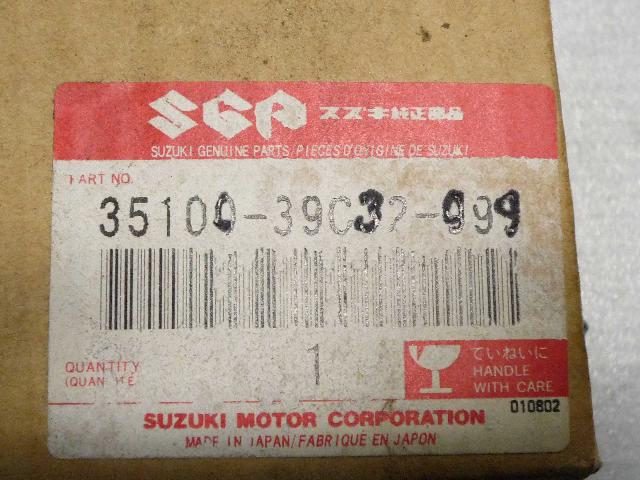 SGP スズキ純正部品
SUZUKI GENUINE PARTS/PIECES D'ORIGINE DE SUZUKI
PART NO.
35100-39C32-999
QUANTITY 1
(QUANTITÉ)
ていねいに
HANDLE
WITH CARE
010802
SUZUKI MOTOR CORPORATION
MADE IN JAPAN/FABRIQUE EN JAPON